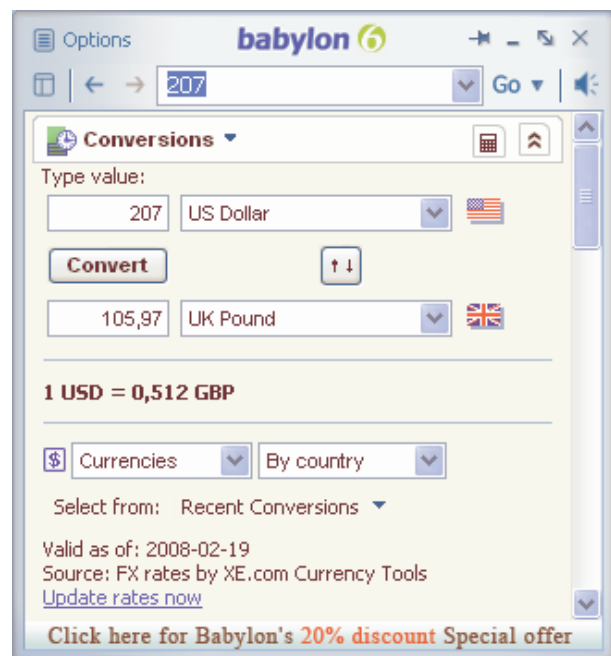 Options babylon 6
207 Go
Conversions
Type value:
207 US Dollar
Convert
105,97 UK Pound
1 USD = 0,512 GBP
$ Currencies By country
Select from: Recent Conversions
Valid as of: 2008-02-19
Source: FX rates by XE.com Currency Tools
Update rates now
Click here for Babylon's 20% discount Special offer